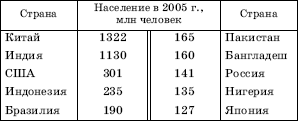 Страна Население в 2005 г., млн человек Страна
Китай 1322 165 Пакистан
Индия 1130 160 Бангладеш
США 301 141 Россия
Индонезия 235 135 Нигерия
Бразилия 190 127 Япония